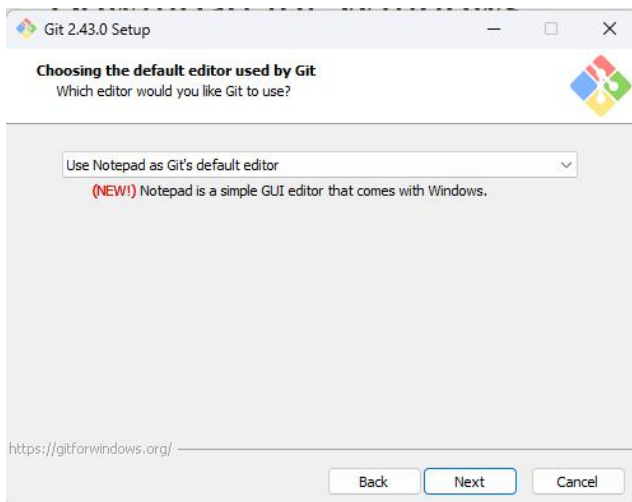 Git 2.43.0 Setup
Choosing the default editor used by Git
Which editor would you like Git to use?
Use Notepad as Git's default editor
(NEW!) Notepad is a simple GUI editor that comes with Windows.
https://gitforwindows.org/
Back Next Cancel